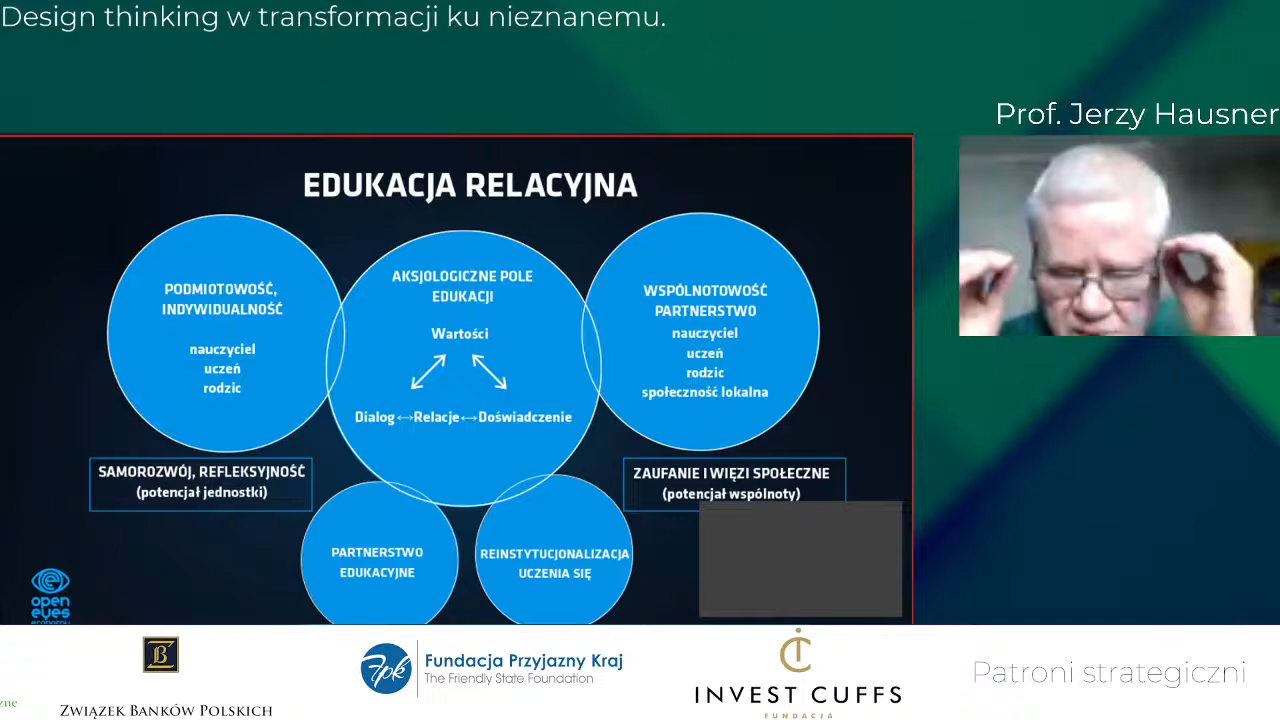 Design thinking w transformacji ku nieznanemu.
Prof. Jerzy Hausner
EDUKACJA RELACYJNA
PODMIOTOWOŚĆ,
INDYWIDUALNOŚĆ
nauczyciel
uczeń
rodzic
SAMOROZWÓJ, REFLEKSYJNOŚĆ
(potencjał jednostki)
AKSJOLOGICZNE POLE
EDUKACJI
Wartości
Dialog↔Relacje↔Doświadczenie
WSPÓLNOTOWOŚĆ
PARTNERSTWO
nauczyciel
uczeń
rodzic
społeczność lokalna
ZAUFANIE I WIĘZI SPOŁECZNE
(potencjał wspólnoty)
PARTNERSTWO
EDUKACYJNE
REINSTYTUCJONALIZACJA
UCZENIA SIĘ
open
eyes
economy
zne
ZWIĄZEK BANKÓW POLSKICH
fpk
Fundacja Przyjazny Kraj
The Friendly State Foundation
INVEST CUFFS
FUNDACJA
Patroni strategiczni